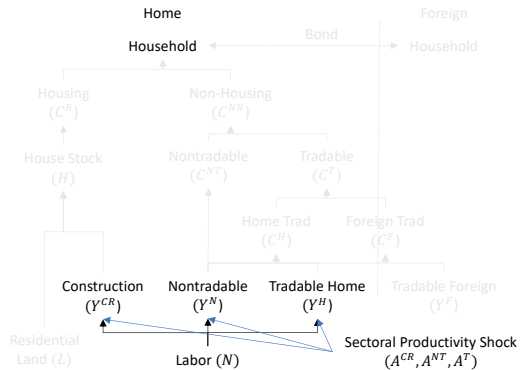 Home
Foreign
Household
Bond
Household
Housing
(C^R)
Non-Housing
(C^NR)
House Stock
(H)
Nontradable
(C^NT)
Tradable
(C^T)
Home Trad
(C^H)
Foreign Trad
(C^F)
Construction
(Y^CR)
Nontradable
(Y^N)
Tradable Home
(Y^H)
Tradable Foreign
(Y^F)
Residential
Land (L)
Labor (N)
Sectoral Productivity Shock
(A^CR, A^NT, A^T)